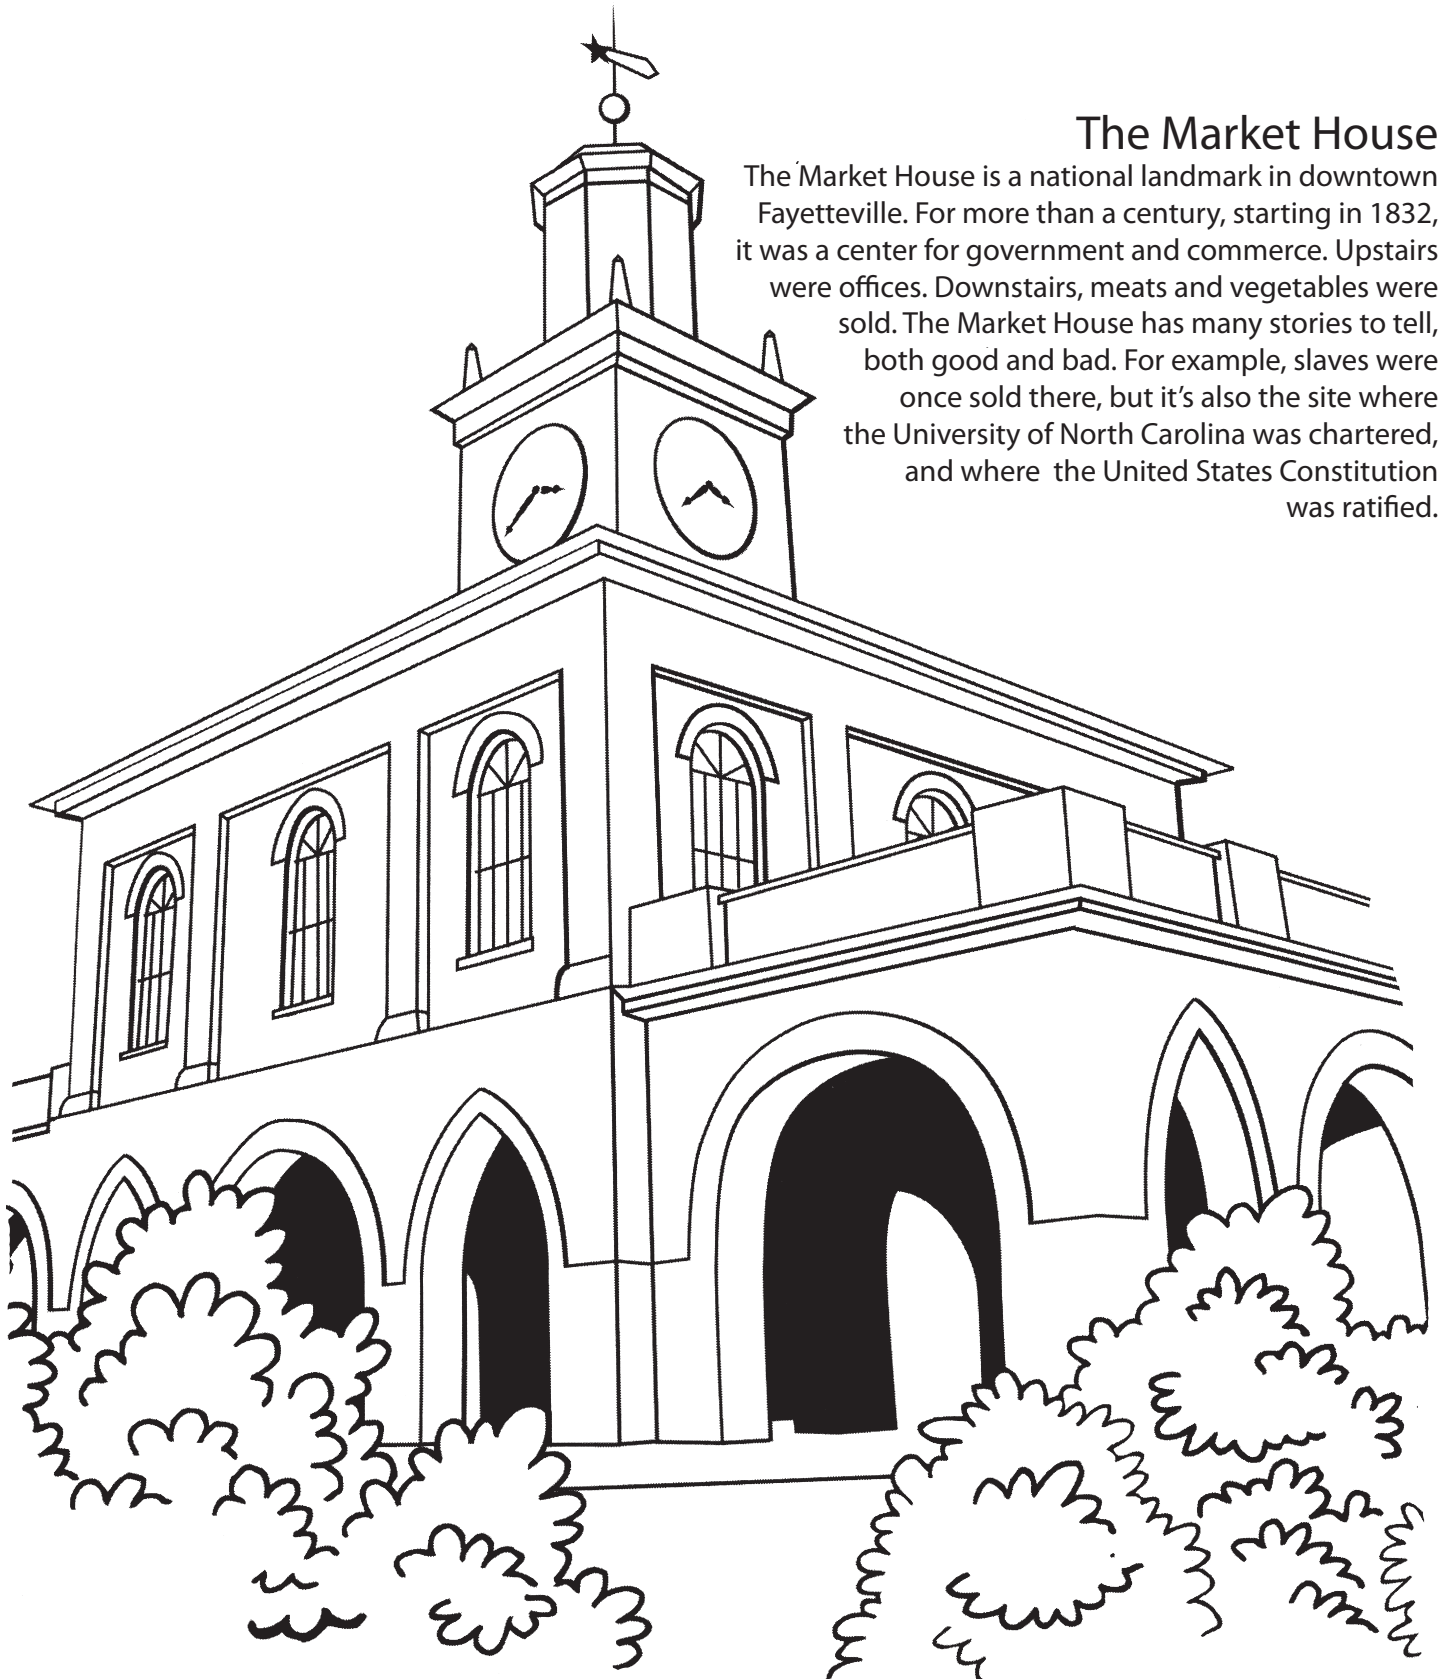 The Market House
The Market House is a national landmark in downtown
Fayetteville. For more than a century, starting in 1832,
it was a center for government and commerce. Upstairs
were offices. Downstairs, meats and vegetables were
sold. The Market House has many stories to tell,
both good and bad. For example, slaves were
once sold there, but it’s also the site where
the University of North Carolina was chartered,
and where the United States Constitution
was ratified.